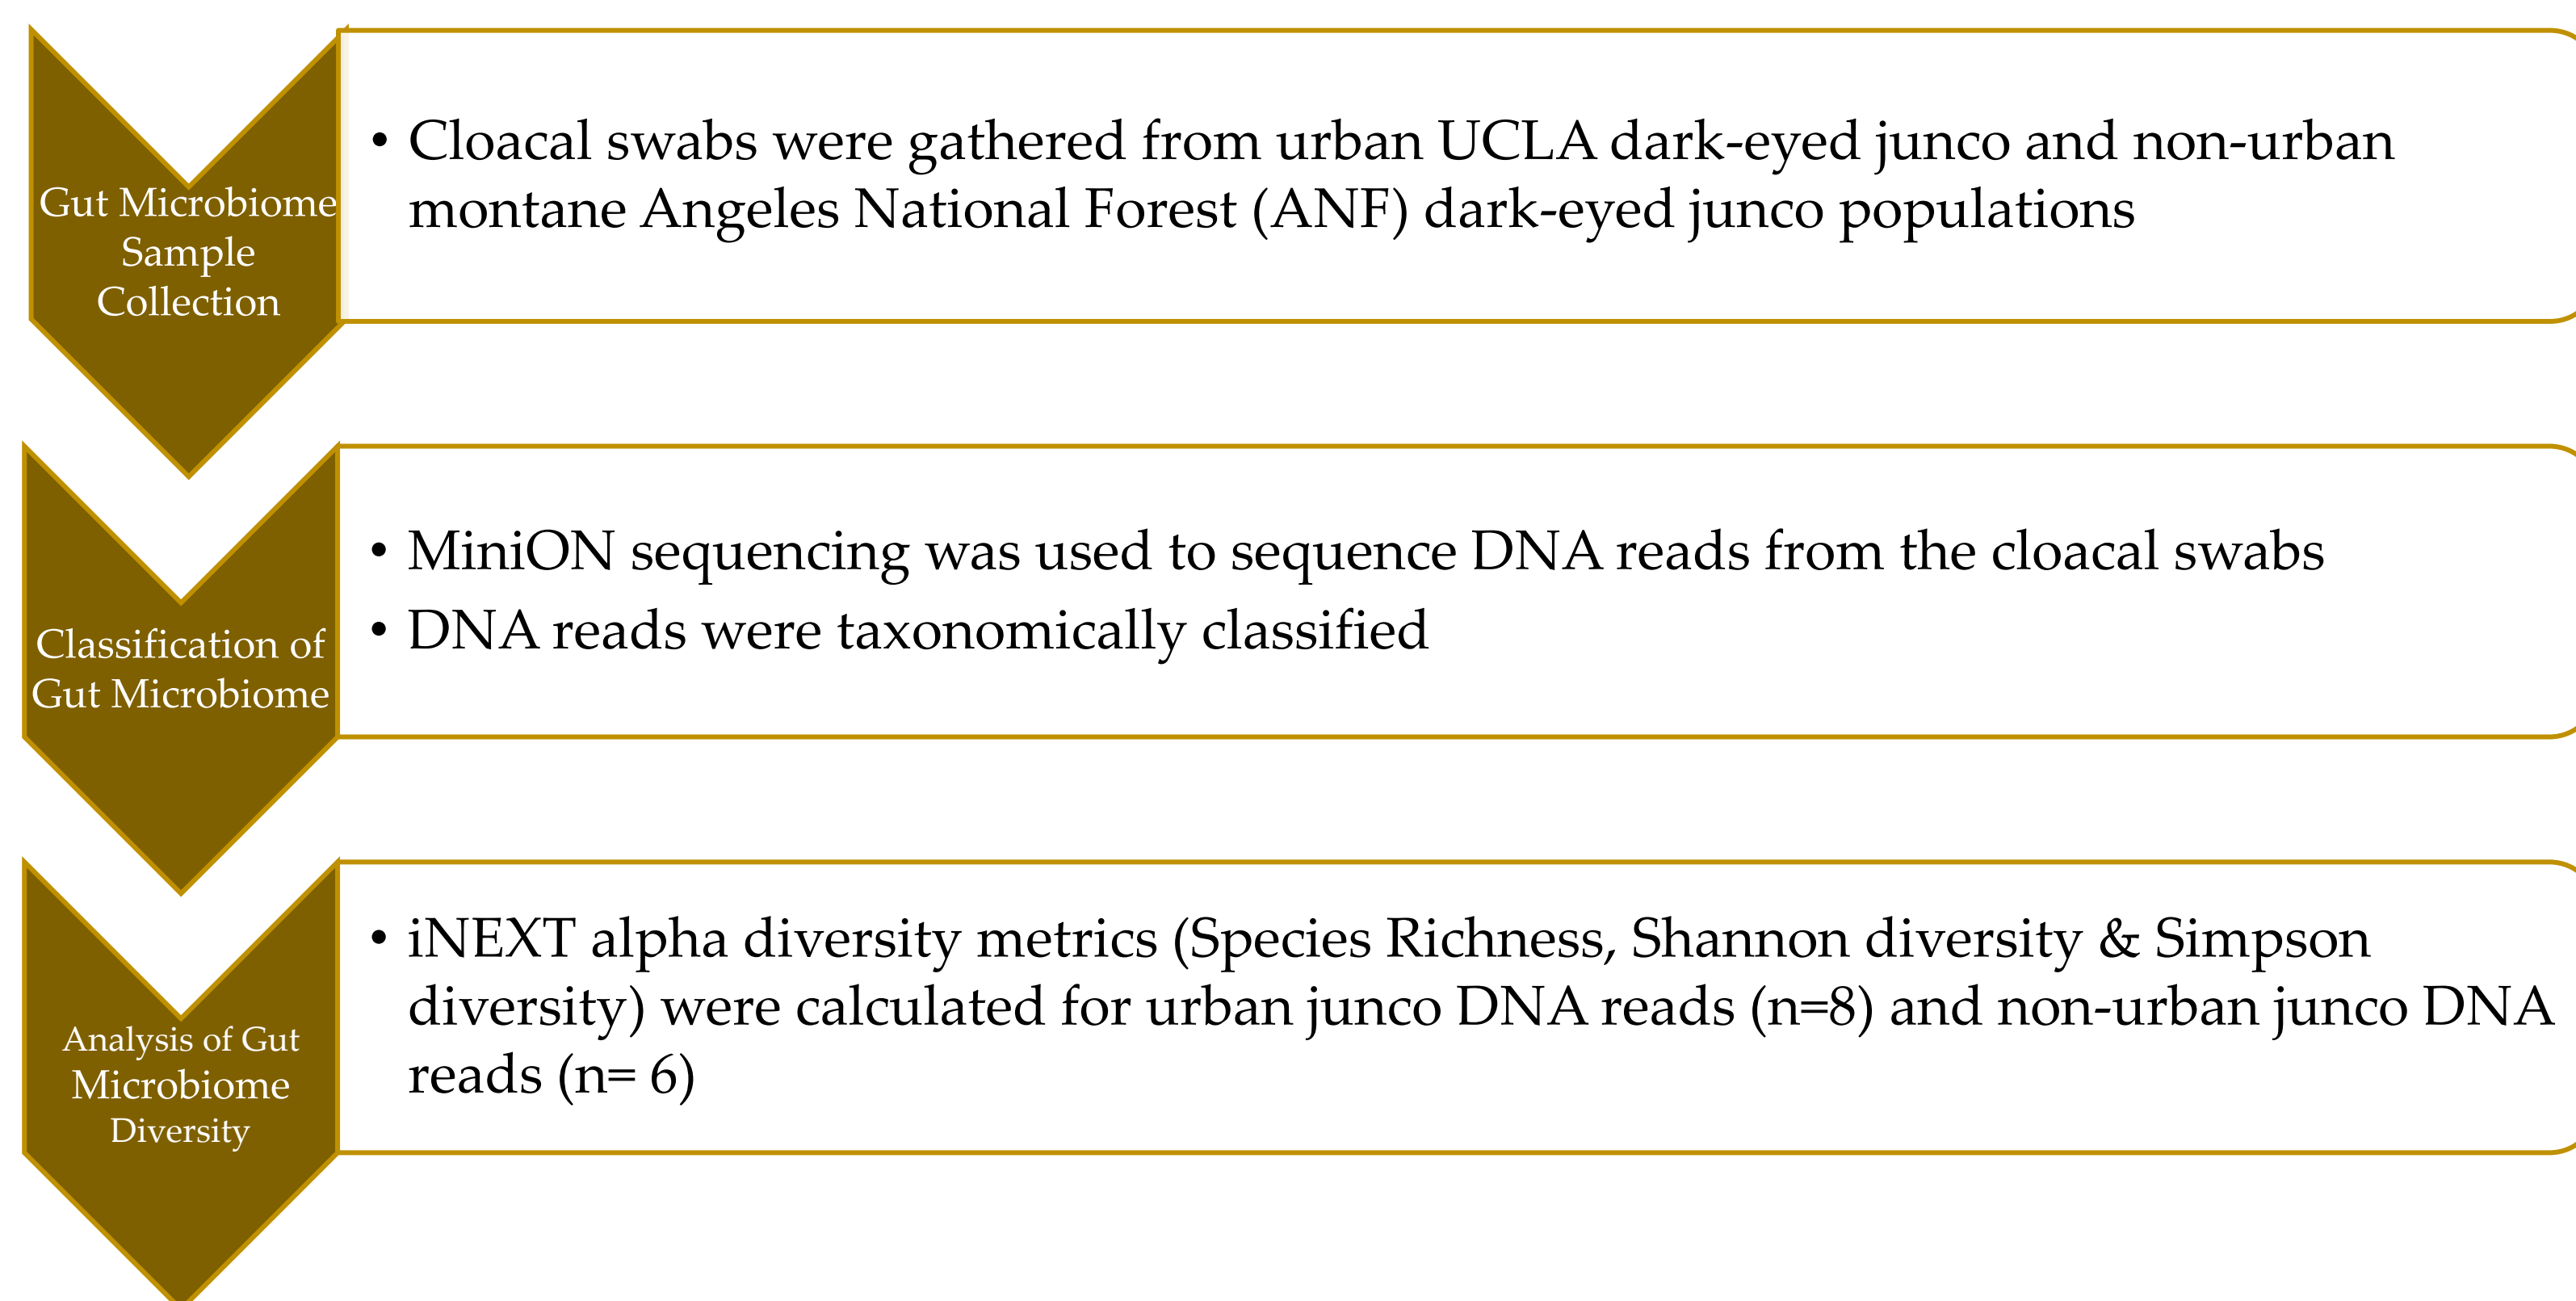 Gut Microbiome
Sample
Collection
• Cloacal swabs were gathered from urban UCLA dark-eyed junco and non-urban
montane Angeles National Forest (ANF) dark-eyed junco populations
Classification of
Gut Microbiome
• MiniON sequencing was used to sequence DNA reads from the cloacal swabs
• DNA reads were taxonomically classified
Analysis of Gut
Microbiome
Diversity
• iNEXT alpha diversity metrics (Species Richness, Shannon diversity & Simpson
diversity) were calculated for urban junco DNA reads (n=8) and non-urban junco DNA
reads (n= 6)